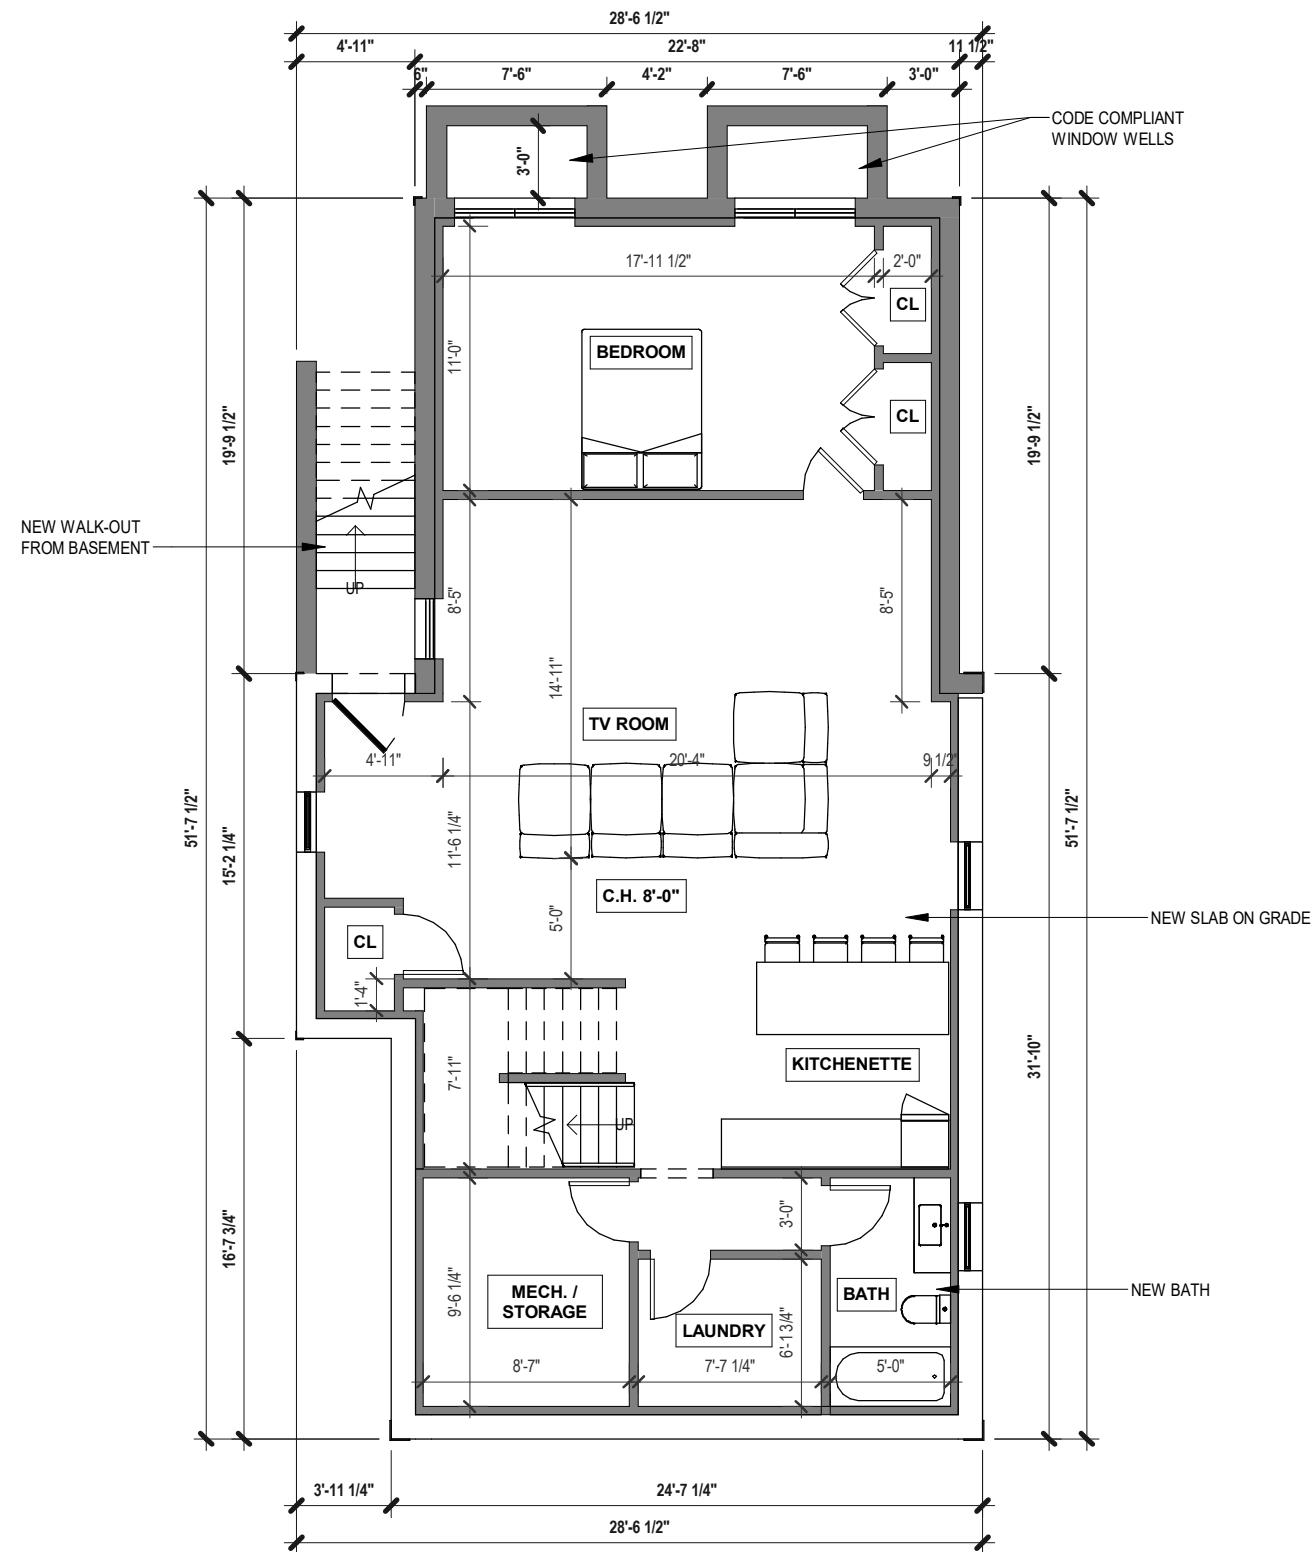 28'-6 1/2"
4'-11"
22'-8"
11 1/2"
6"
7'-6"
4'-2"
7'-6"
3'-0"
CODE COMPLIANT
WINDOW WELLS
3'-0"
17'-11 1/2"
2'-0"
CL
BEDROOM
11'-0"
CL
19'-9 1/2"
19'-9 1/2"
NEW WALK-OUT
FROM BASEMENT
UP
8'-5"
8'-5"
14'-11"
TV ROOM
4'-11"
20'-4"
9 1/2"
51'-7 1/2"
15'-2 1/4"
11'-6 1/4"
51'-7 1/2"
C.H. 8'-0"
5'-0"
NEW SLAB ON GRADE
CL
1'-4"
7'-11"
KITCHENETTE
31'-10"
UP
16'-7 3/4"
3'-0"
9'-6 1/4"
MECH. /
STORAGE
BATH
NEW BATH
LAUNDRY
6'-1 3/4"
8'-7"
7'-7 1/4"
5'-0"
3'-11 1/4"
24'-7 1/4"
28'-6 1/2"